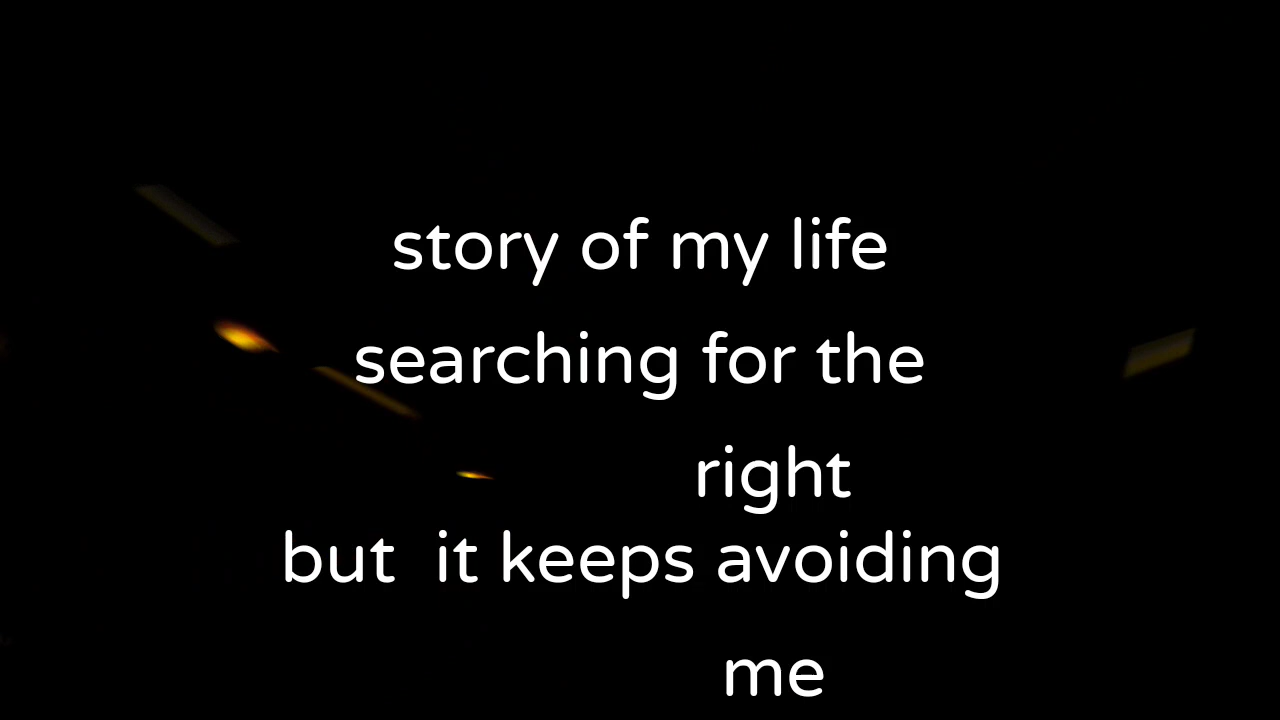 story of my life
searching for the
right
but  it keeps avoiding
me